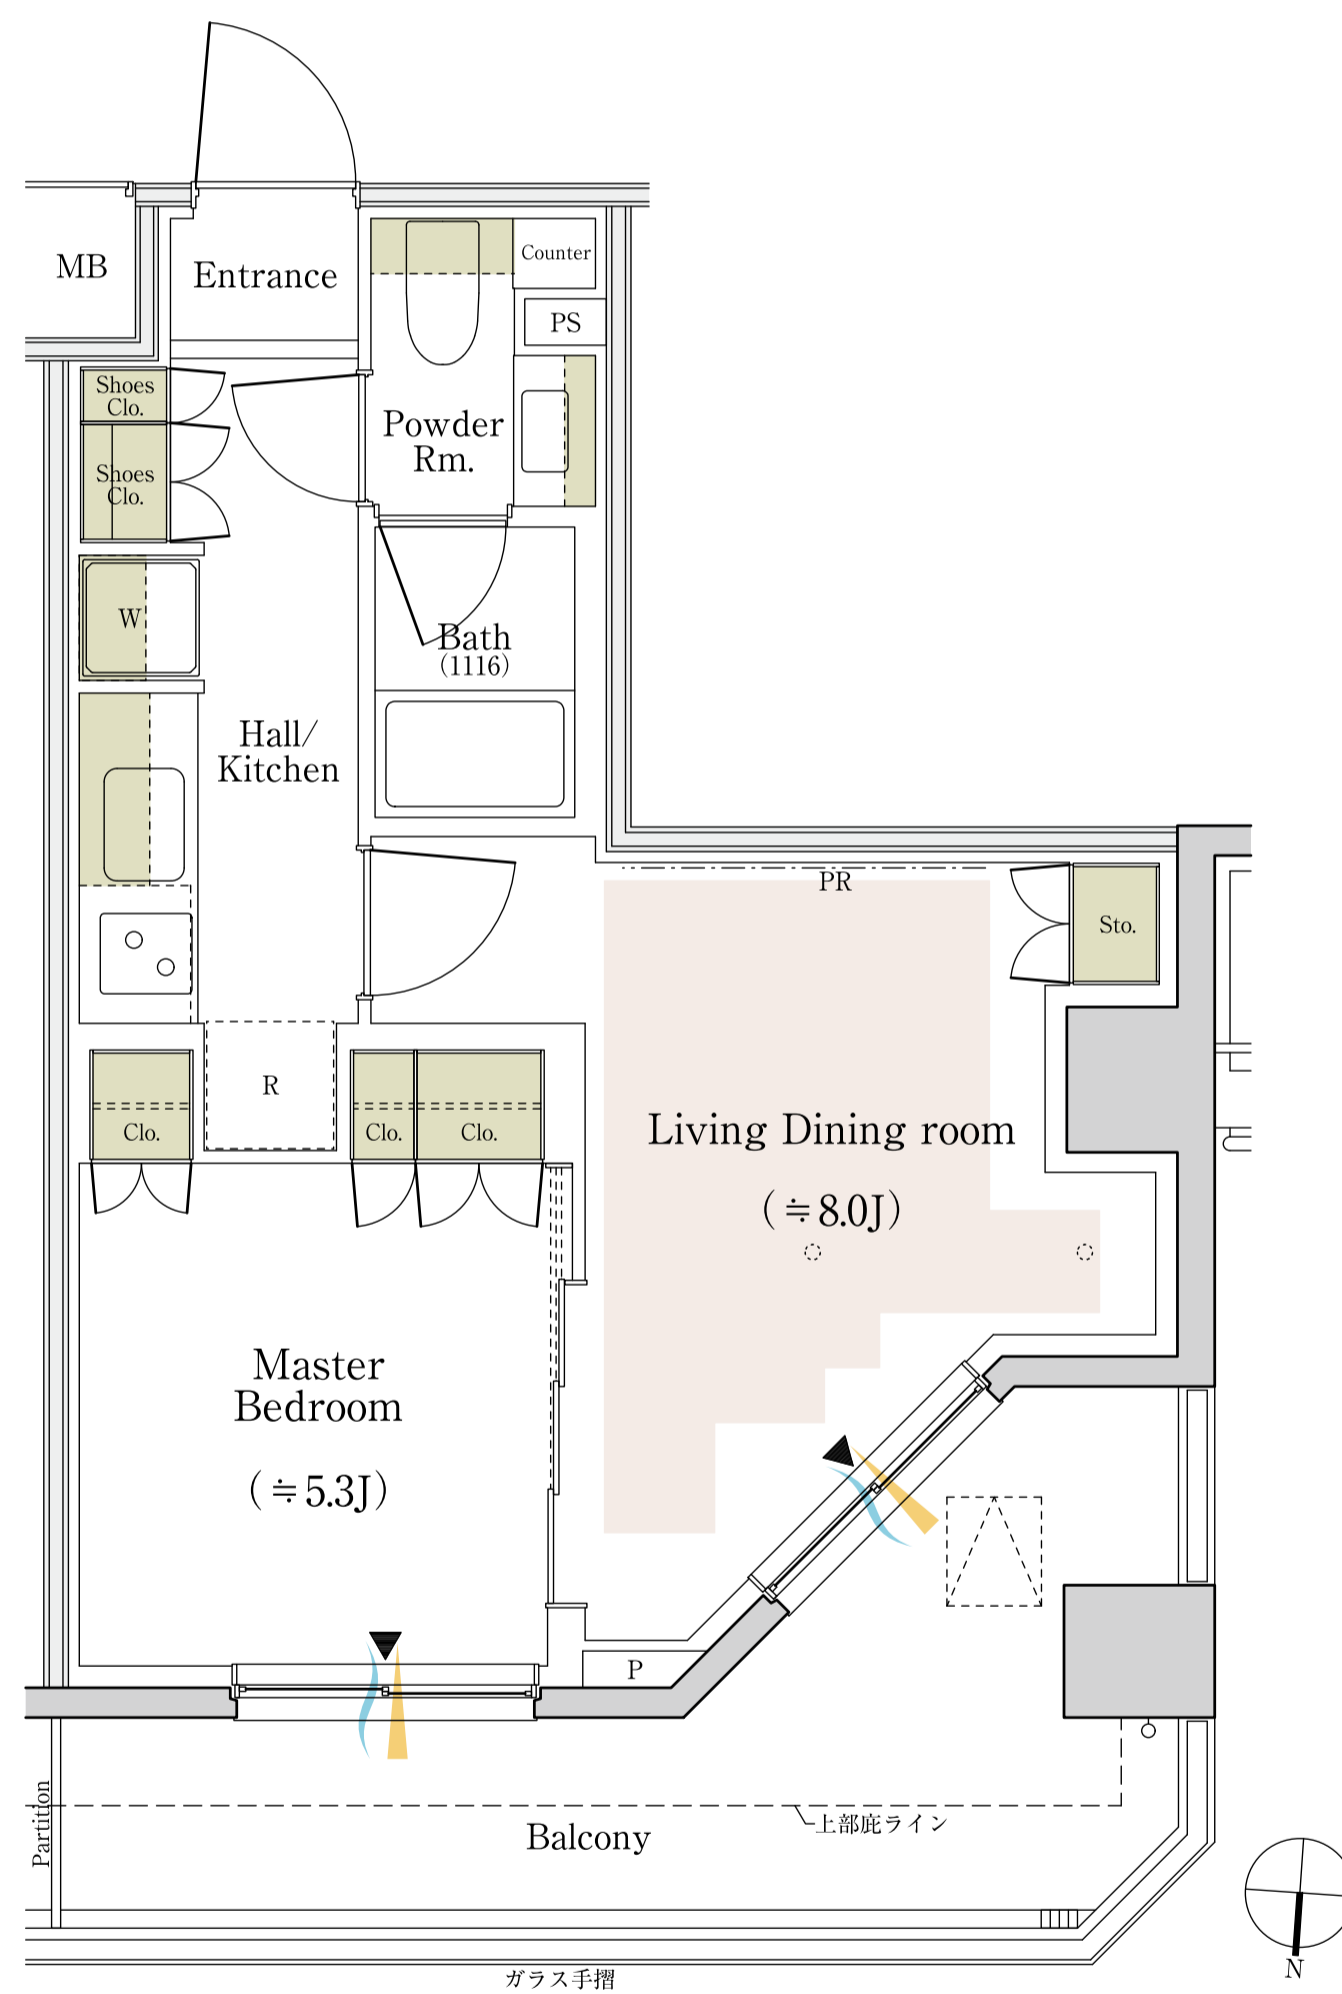 MB
Entrance
Counter
PS
Shoes
Clo.
Shoes
Clo.
Powder
Rm.
W
Bath
(1116)
Hall/
Kitchen
PR
Sto.
R
Clo.
Clo.
Clo.
Living Dining room
(≒8.0J)
Master
Bedroom
(≒5.3J)
P
Partition
上部庇ライン
Balcony
N
ガラス手摺